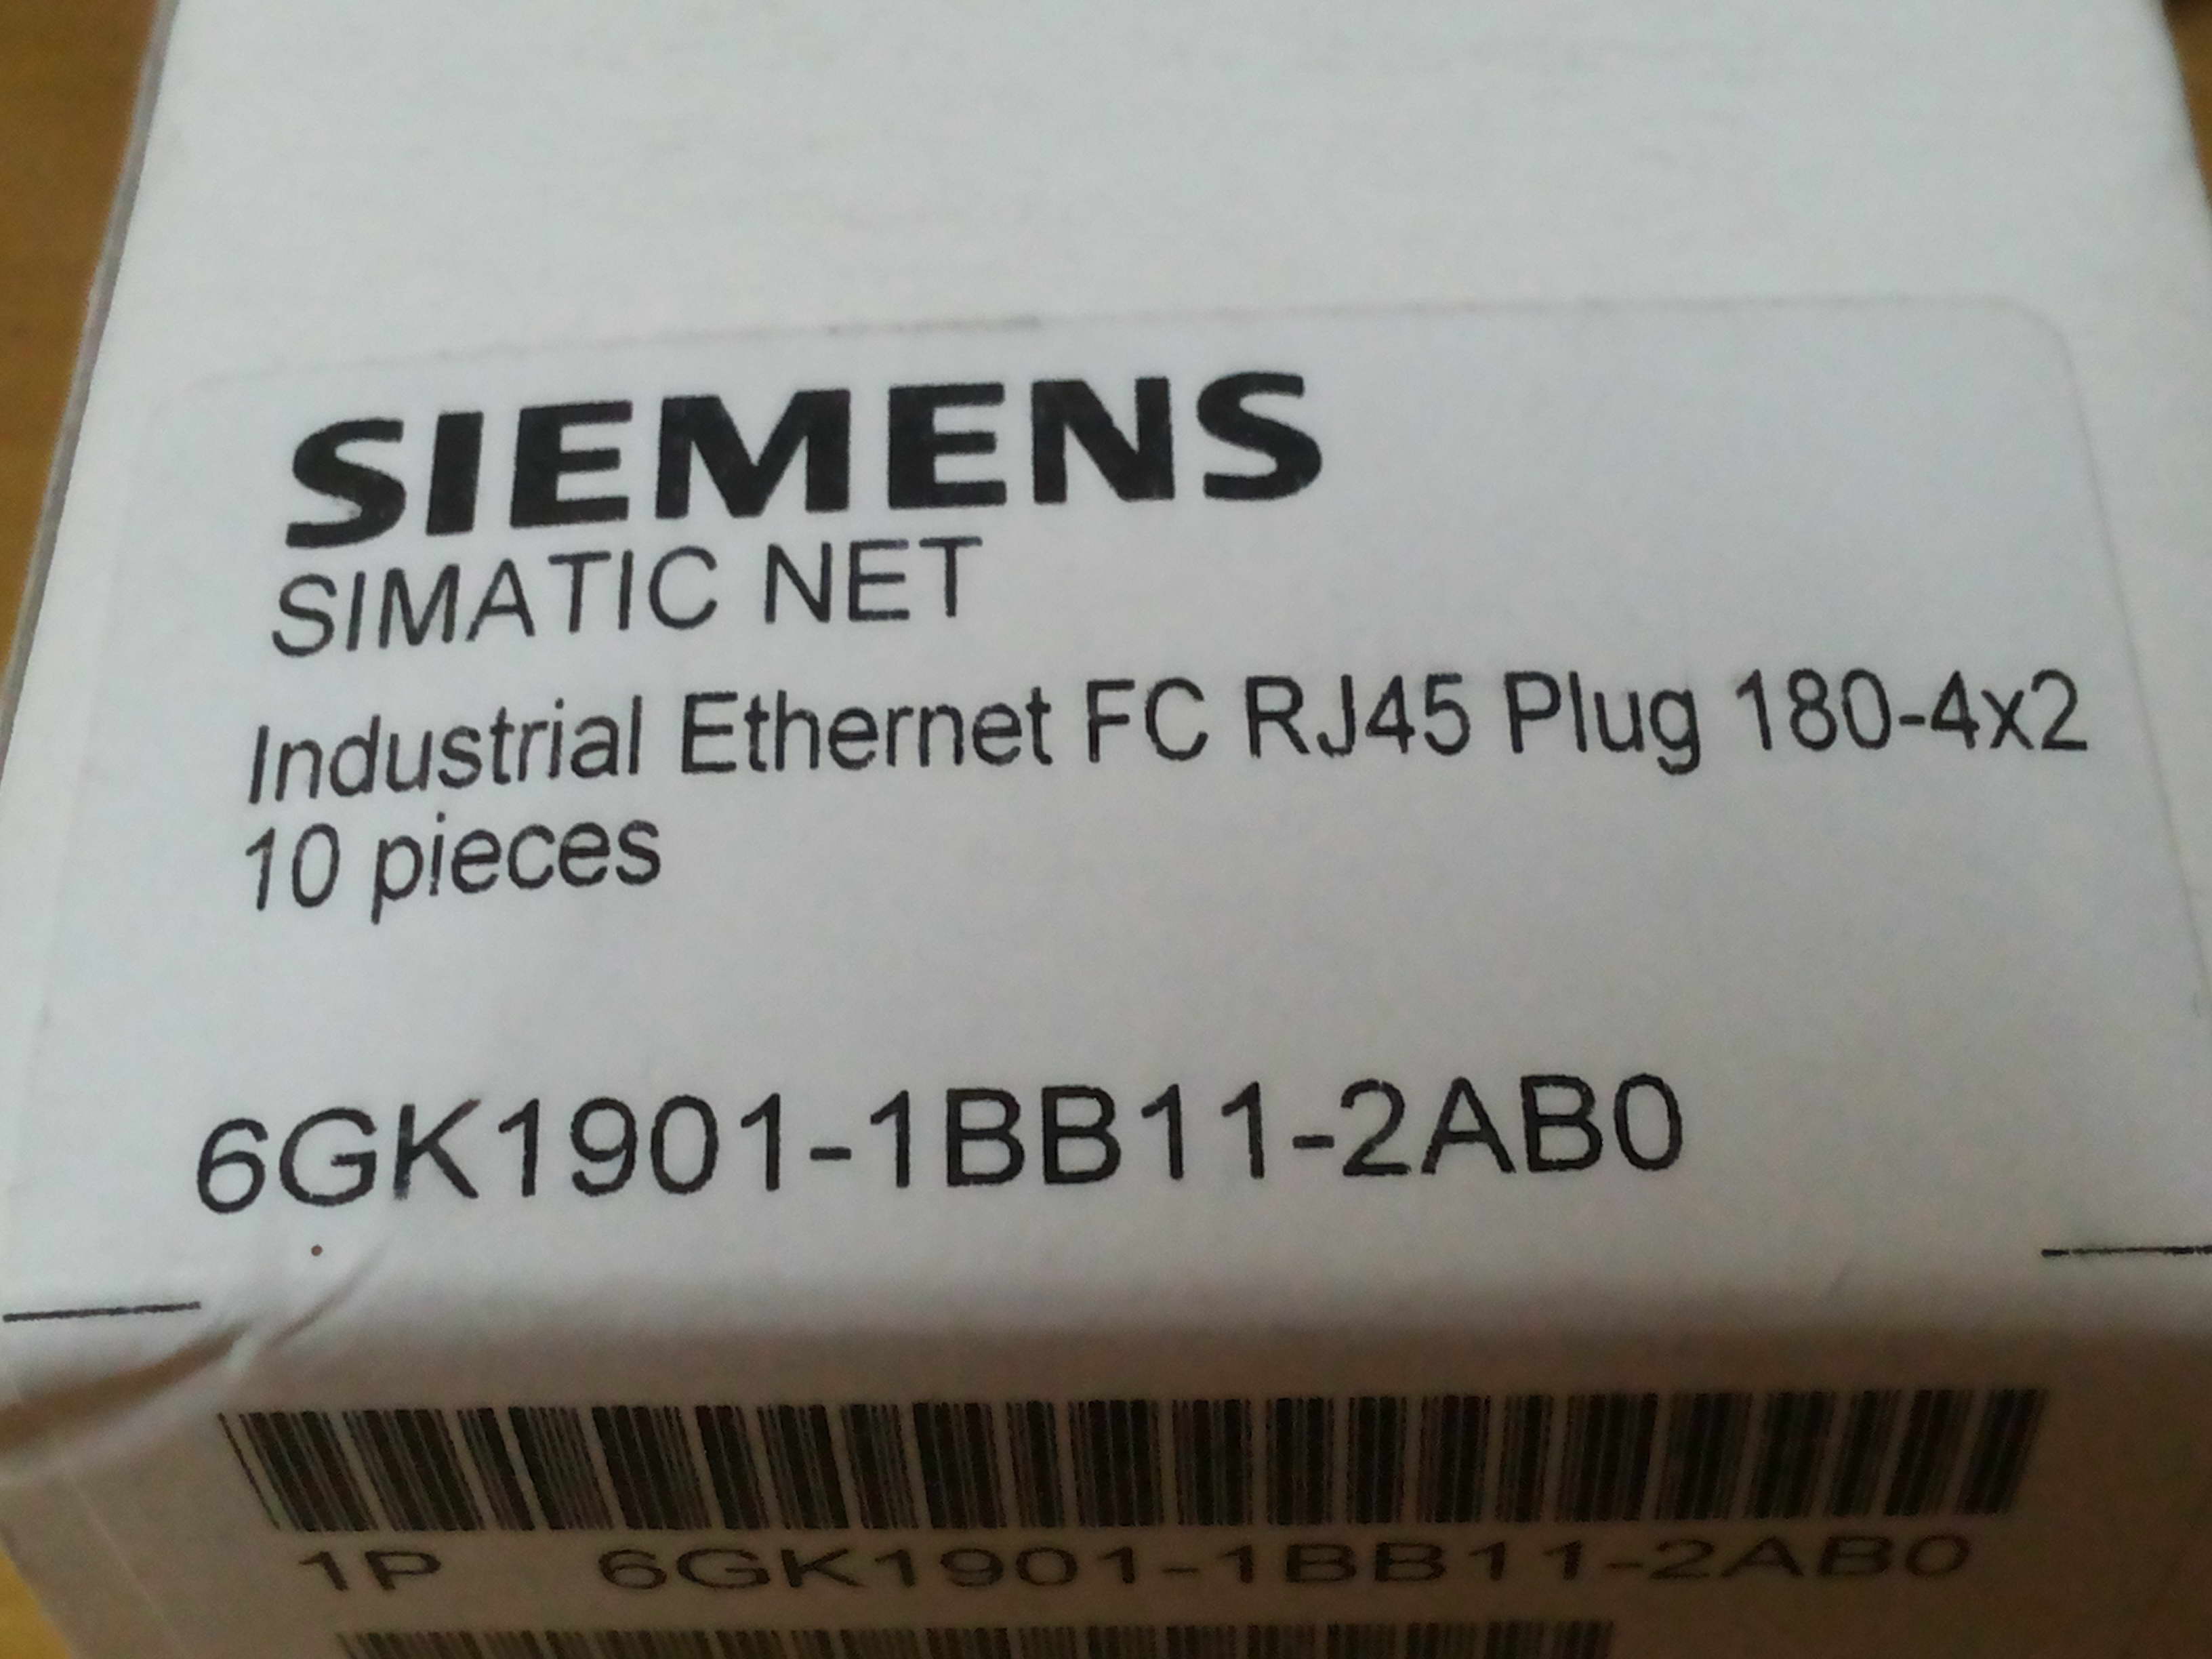 SIEMENS
SIMATIC NET
Industrial Ethernet FC RJ45 Plug 180-4x2
10 pieces
6GK1901-1BB11-2AB0
1P 6GK1901-1BB11-2AB0